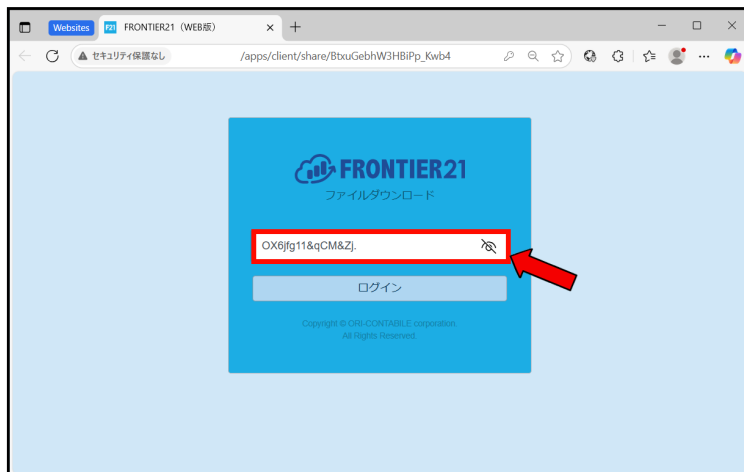 Websites
F21
FRONTIER21（WEB版）
セキュリティ保護なし
/apps/client/share/BtxuGebhW3HBiPp_Kwb4
FRONTIER21
ファイルダウンロード
OX6jfg11&qCM&Zj.
ログイン
Copyright © ORI-CONTABILE corporation.
All Rights Reserved